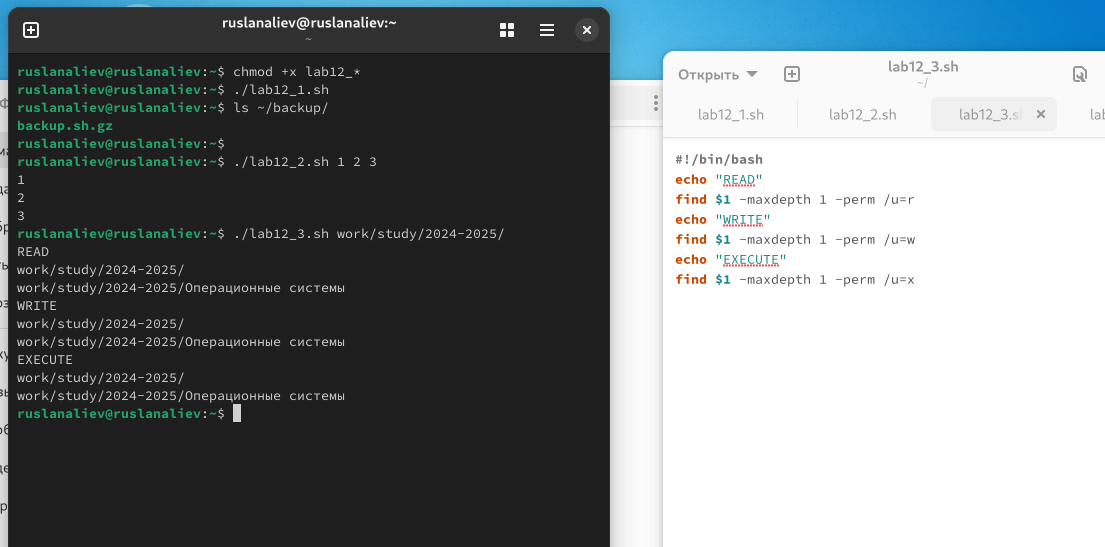 ruslanaliev@ruslanaliev:~
~
ruslanaliev@ruslanaliev:~$ chmod +x lab12_*
ruslanaliev@ruslanaliev:~$ ./lab12_1.sh
ruslanaliev@ruslanaliev:~$ ls ~/backup/
backup.sh.gz
ruslanaliev@ruslanaliev:~$
ruslanaliev@ruslanaliev:~$ ./lab12_2.sh 1 2 3
1
2
3
ruslanaliev@ruslanaliev:~$ ./lab12_3.sh work/study/2024-2025/
READ
work/study/2024-2025/
work/study/2024-2025/Операционные системы
WRITE
work/study/2024-2025/
work/study/2024-2025/Операционные системы
EXECUTE
work/study/2024-2025/
work/study/2024-2025/Операционные системы
ruslanaliev@ruslanaliev:~$
Открыть
lab12_3.sh
~/
lab12_1.sh
lab12_2.sh
lab12_3.sh
#!/bin/bash
echo "READ"
find $1 -maxdepth 1 -perm /u=r
echo "WRITE"
find $1 -maxdepth 1 -perm /u=w
echo "EXECUTE"
find $1 -maxdepth 1 -perm /u=x